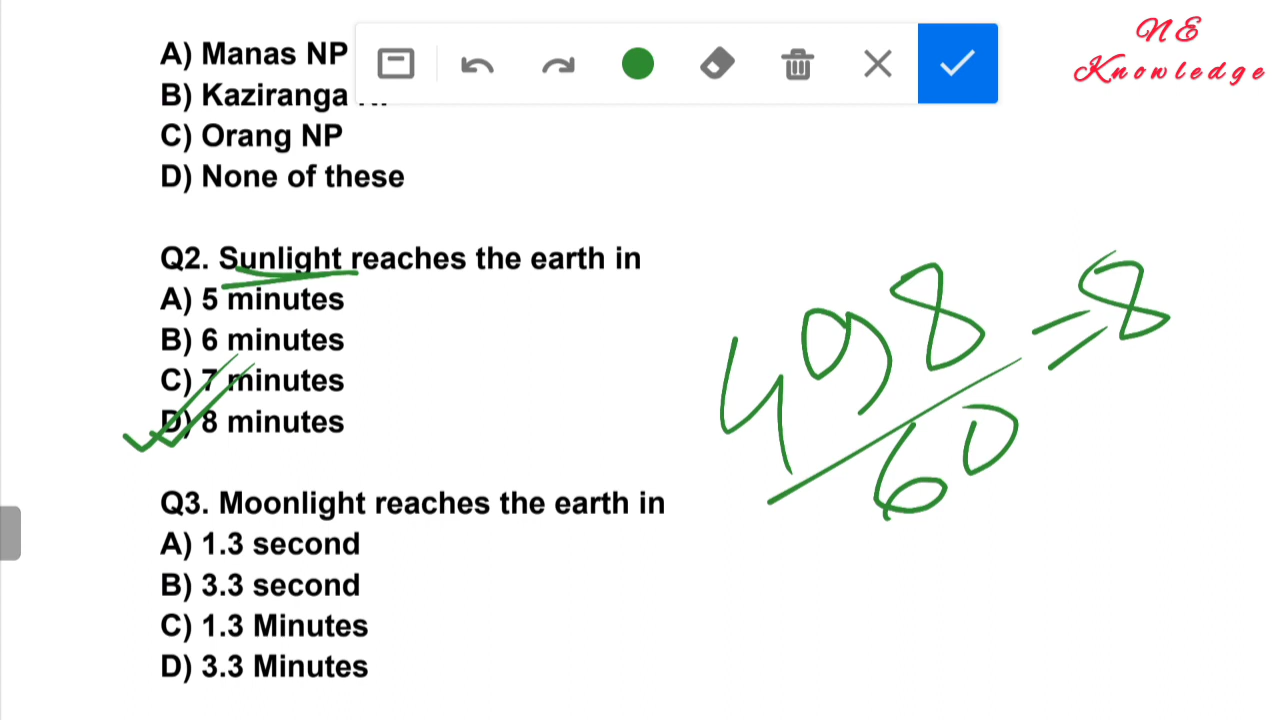 NE
Knowledge
A) Manas NP
B) Kaziranga
C) Orang NP
D) None of these
Q2. Sunlight reaches the earth in
A) 5 minutes
B) 6 minutes
C) 7 minutes
D) 8 minutes
498
60
=8
Q3. Moonlight reaches the earth in
A) 1.3 second
B) 3.3 second
C) 1.3 Minutes
D) 3.3 Minutes